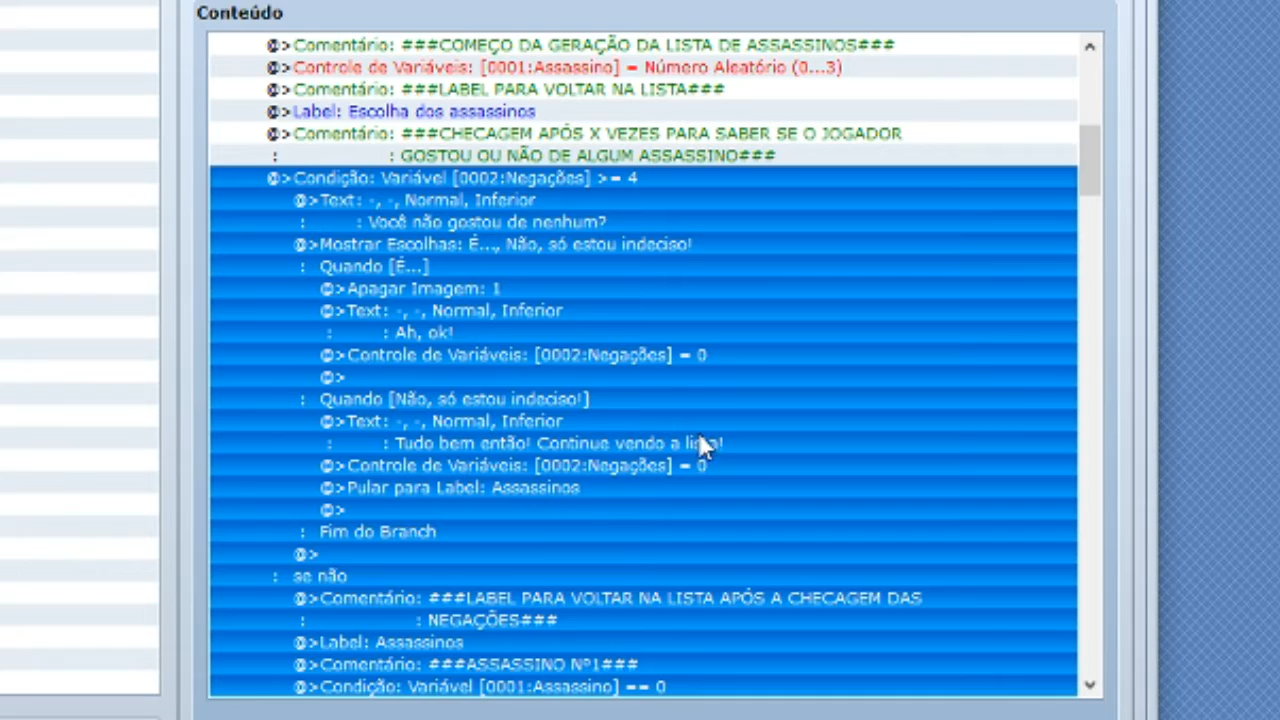 Conteúdo
@>Comentário: ###COMEÇO DA GERAÇÃO DA LISTA DE ASSASSINOS###
@>Controle de Variáveis: [0001:Assassino] = Número Aleatório (0...3)
@>Comentário: ###LABEL PARA VOLTAR NA LISTA###
@>Label: Escolha dos assassinos
@>Comentário: ###CHECAGEM APÓS X VEZES PARA SABER SE O JOGADOR
: : GOSTOU OU NÃO DE ALGUM ASSASSINO###
@>Condição: Variável [0002:Negações] >= 4
@>Text: -, -, Normal, Inferior
: : Você não gostou de nenhum?
@>Mostrar Escolhas: É..., Não, só estou indeciso!
: Quando [É...]
@>Apagar Imagem: 1
@>Text: -, -, Normal, Inferior
: : Ah, ok!
@>Controle de Variáveis: [0002:Negações] = 0
@>
: Quando [Não, só estou indeciso!]
@>Text: -, -, Normal, Inferior
: : Tudo bem então! Continue vendo a lista!
@>Controle de Variáveis: [0002:Negações] = 0
@>Pular para Label: Assassinos
@>
: Fim do Branch
@>
: se não
@>Comentário: ###LABEL PARA VOLTAR NA LISTA APÓS A CHECAGEM DAS
: : NEGAÇÕES###
@>Label: Assassinos
@>Comentário: ###ASSASSINO Nº1###
@>Condição: Variável [0001:Assassino] == 0